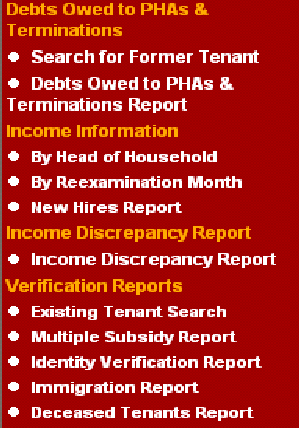 Debts Owed to PHAs &
Terminations
● Search for Former Tenant
● Debts Owed to PHAs &
Terminations Report
Income Information
● By Head of Household
● By Reexamination Month
● New Hires Report
Income Discrepancy Report
● Income Discrepancy Report
Verification Reports
● Existing Tenant Search
● Multiple Subsidy Report
● Identity Verification Report
● Immigration Report
● Deceased Tenants Report